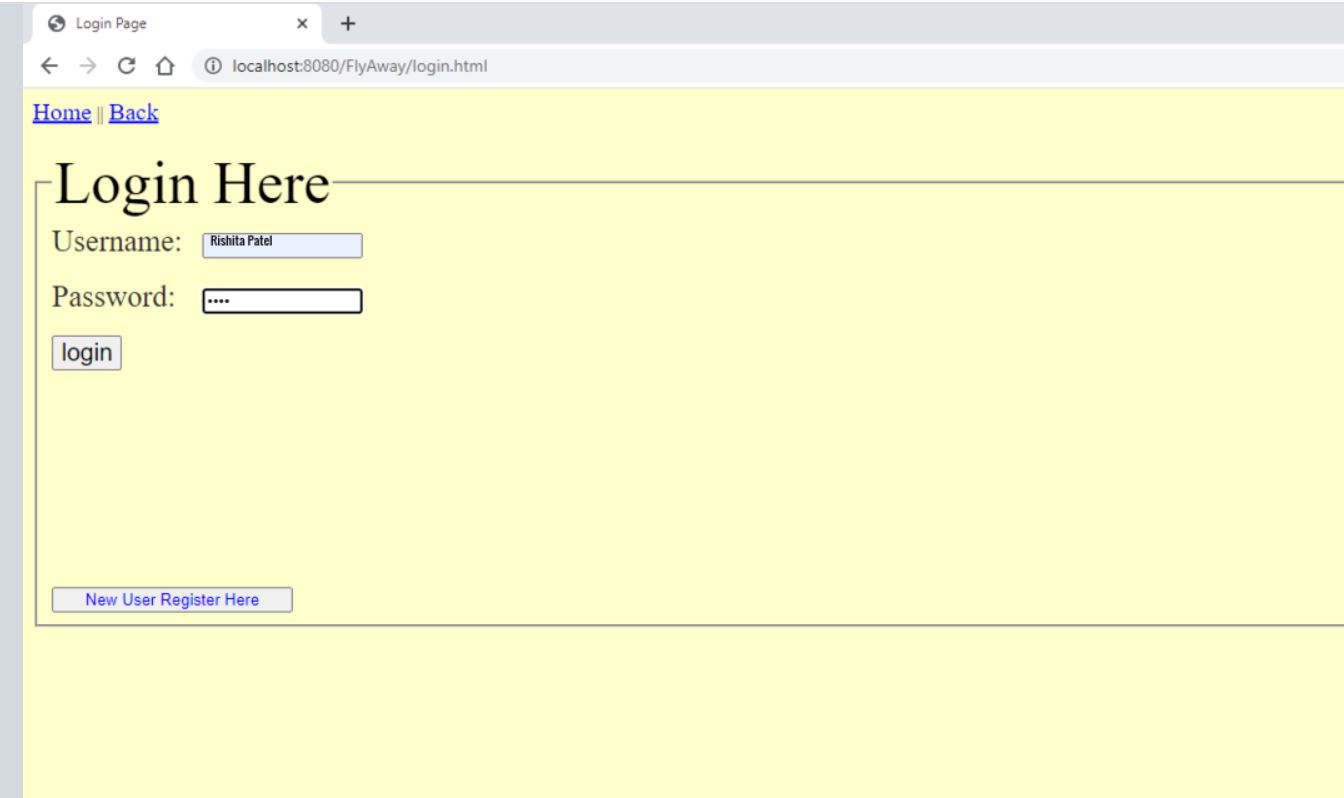 Login Page
localhost:8080/FlyAway/login.html
Home || Back
Login Here
Username: Rishita Patel
Password: ••••
login
New User Register Here